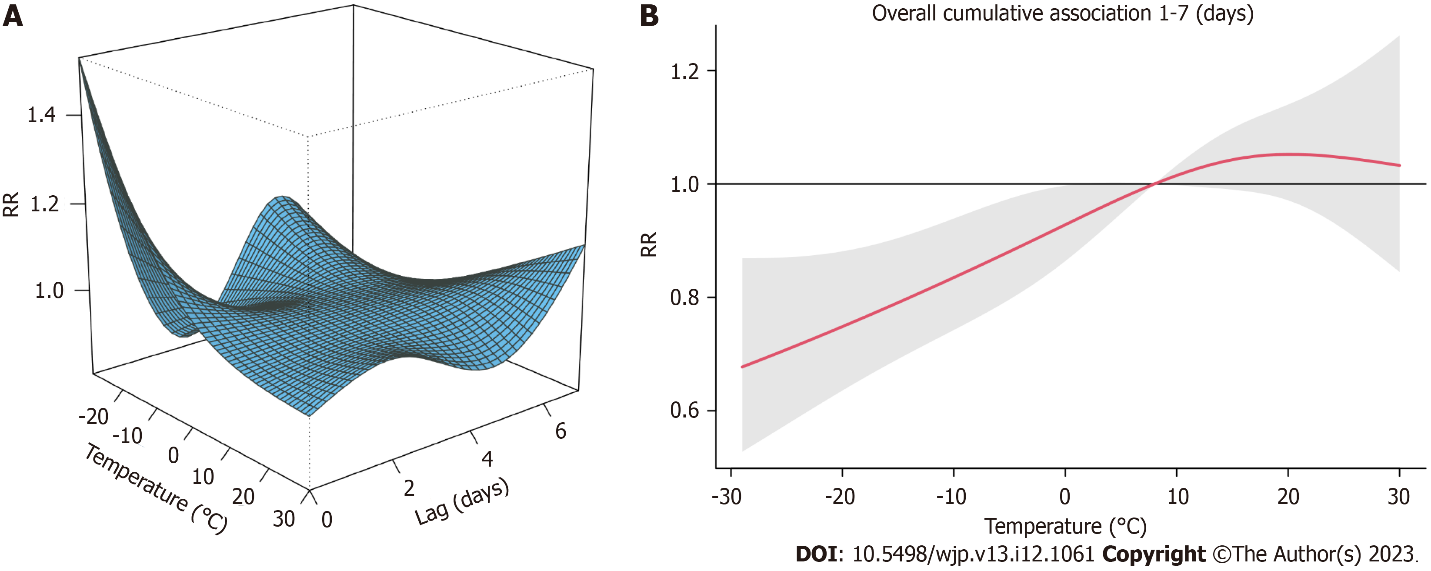 A
1.4
1.2
1.0
RR
-20
-10
0
10
20
30
Temperature (°C)
0
2
4
6
Lag (days)
B
Overall cumulative association 1-7 (days)
1.2
1.0
0.8
0.6
RR
-30 -20 -10 0 10 20 30
Temperature (°C)
DOI: 10.5498/wjp.v13.i12.1061 Copyright ©The Author(s) 2023.